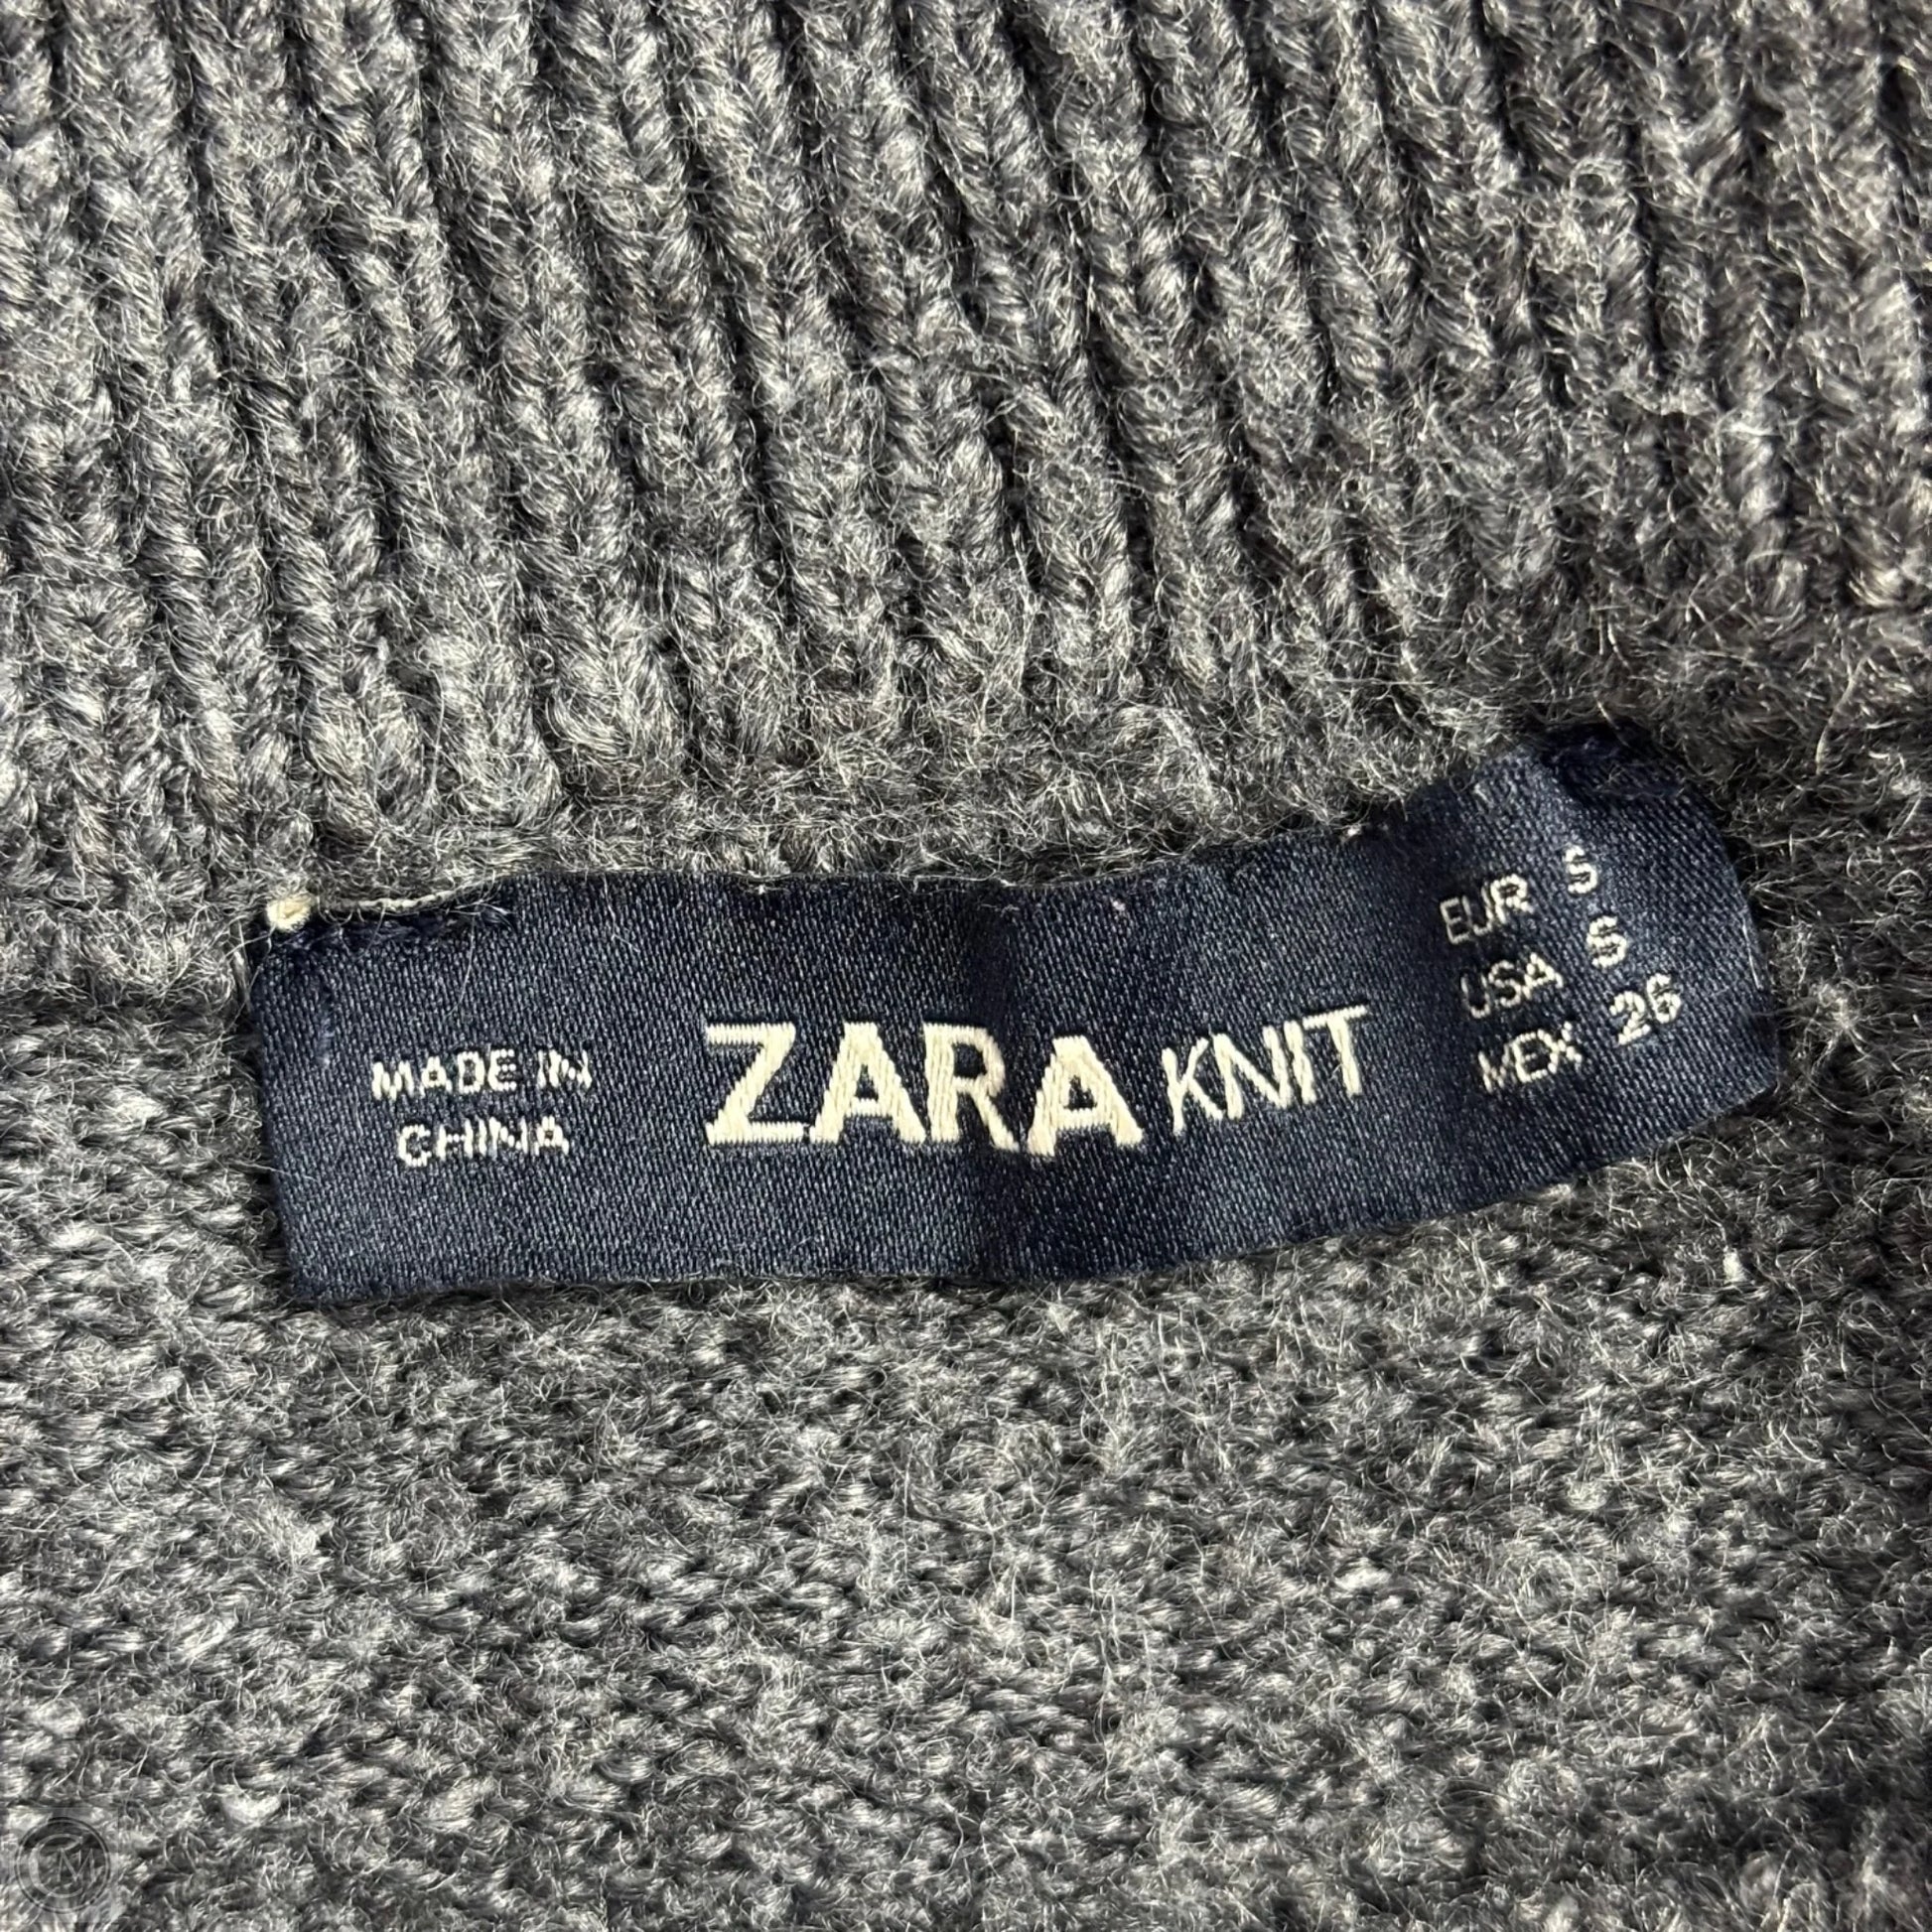 MADE IN
CHINA
ZARA KNIT
EUR S
USA S
MEX 26